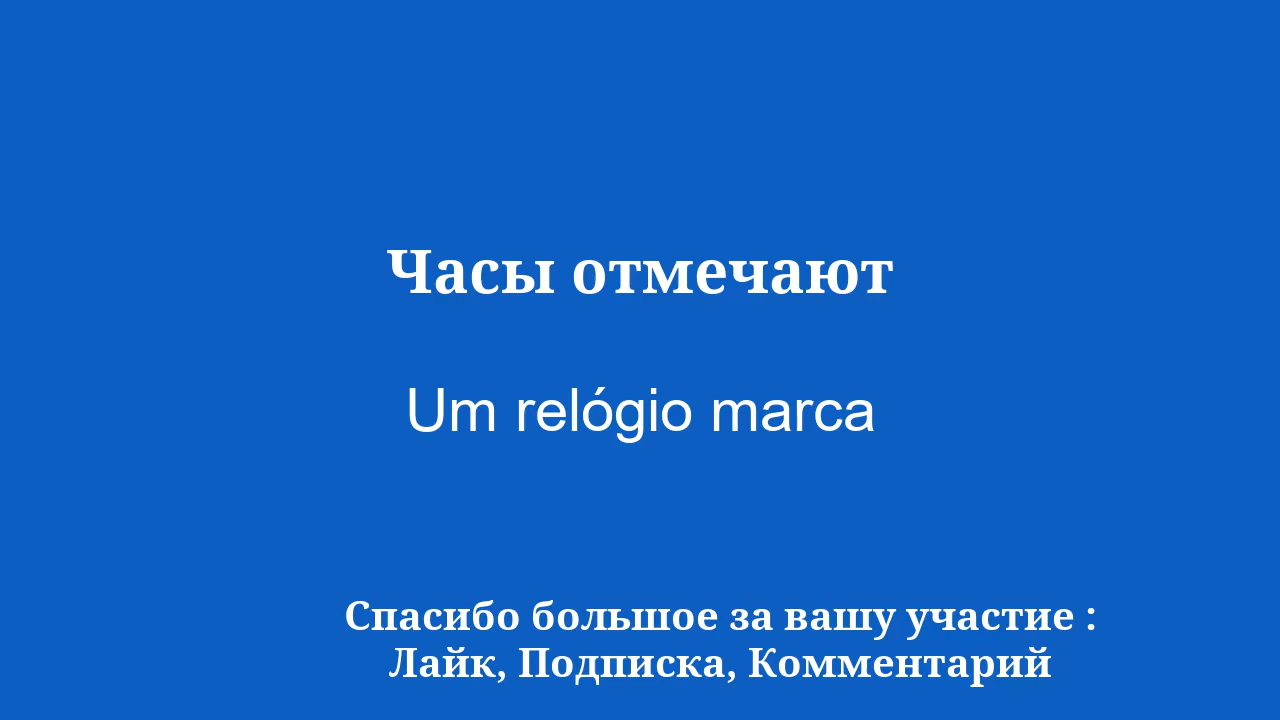 Часы отмечают
Um relógio marca
Спасибо большое за вашу участие :
Лайк, Подписка, Комментарий